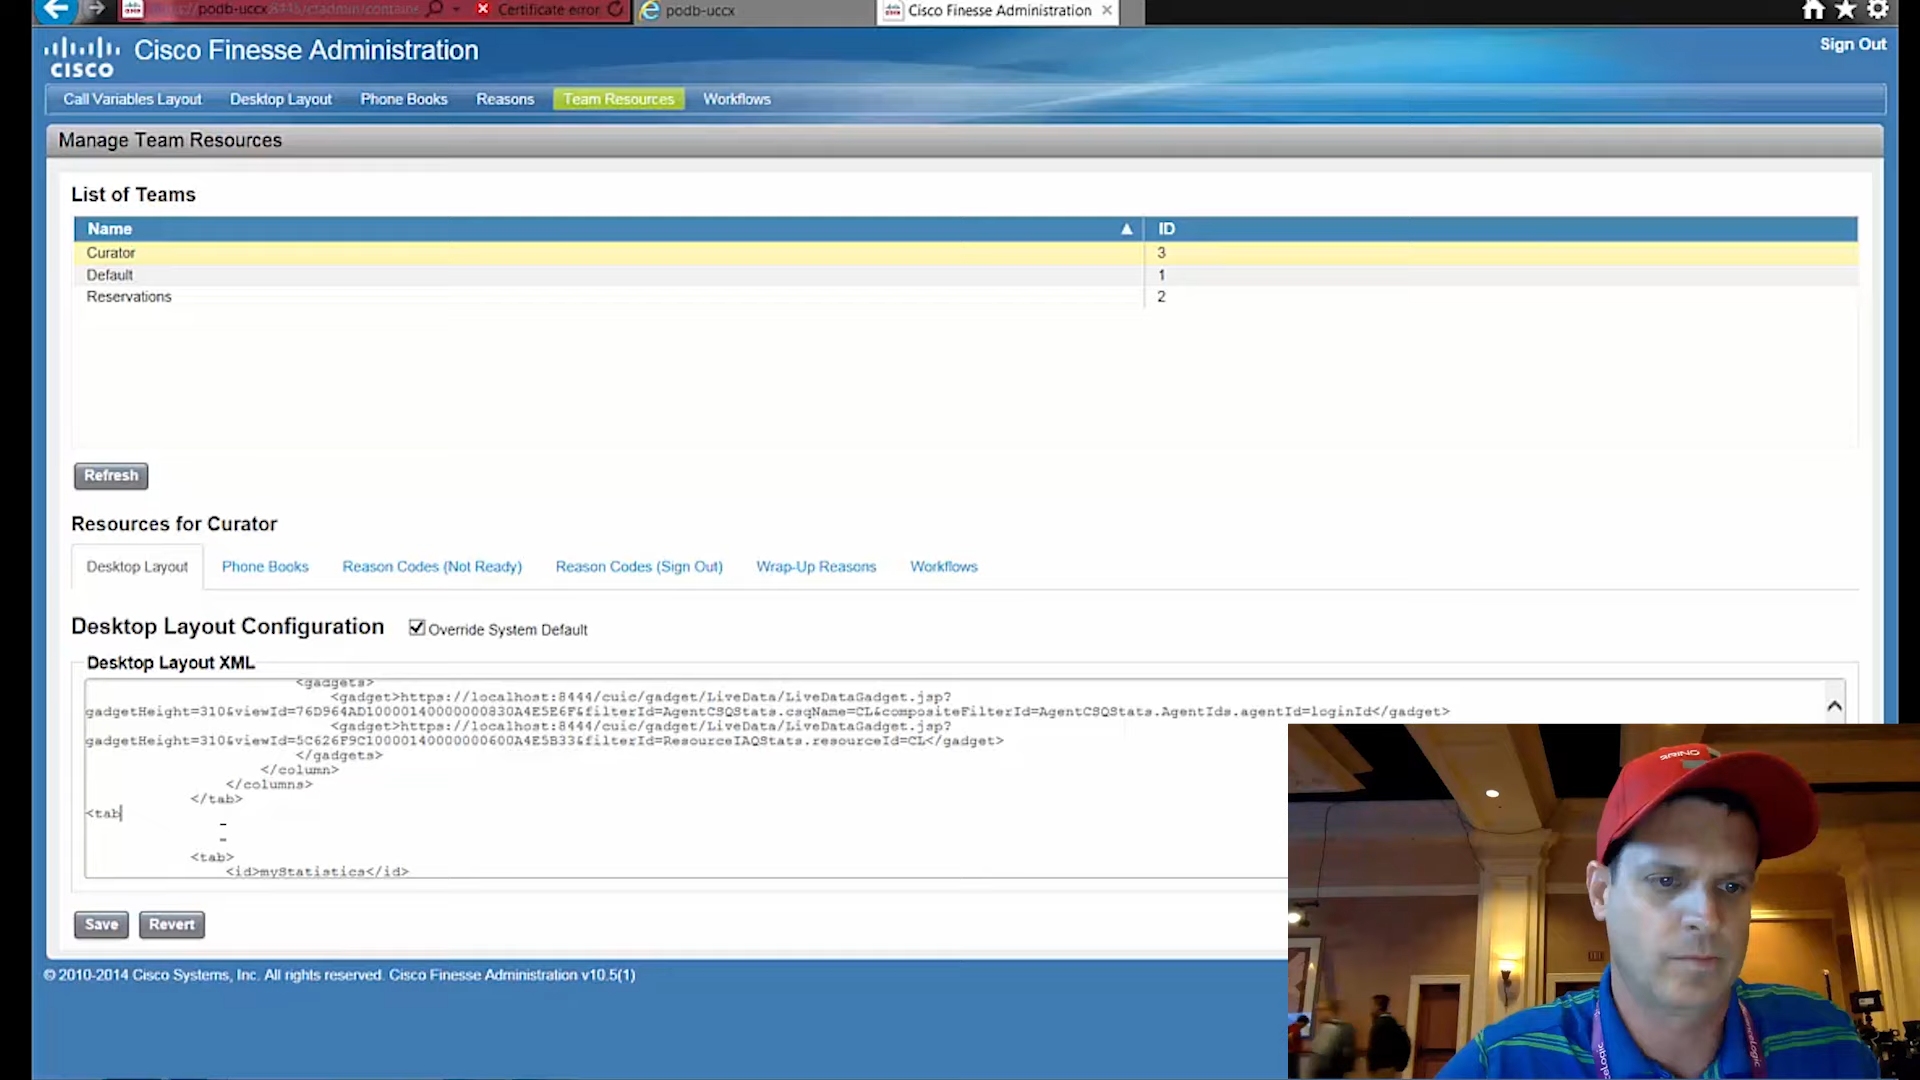 podb-uccx
Certificate error
podb-uccx
Cisco Finesse Administration ×
CISCO
Cisco Finesse Administration
Sign Out
Call Variables Layout
Desktop Layout
Phone Books
Reasons
Team Resources
Workflows
Manage Team Resources
List of Teams
Name ▲ ID
Curator 3
Default 1
Reservations 2
Refresh
Resources for Curator
Desktop Layout
Phone Books
Reason Codes (Not Ready)
Reason Codes (Sign Out)
Wrap-Up Reasons
Workflows
Desktop Layout Configuration
Override System Default
Desktop Layout XML
<gadgets>
<gadget>https://localhost:8444/cuic/gadget/LiveData/LiveDataGadget.jsp?
gadgetHeight=310&viewId=76D964AD10000140000000830A4E5E6F&filterId=AgentCSQStats.csqName=CL&compositeFilterId=AgentCSQStats.AgentIds.agentId=loginId</gadget>
<gadget>https://localhost:8444/cuic/gadget/LiveData/LiveDataGadget.jsp?
gadgetHeight=310&viewId=5C626F9C10000140000000600A4E5B33&filterId=ResourceIAQStats.resourceId=CL</gadget>
</gadgets>
</column>
</columns>
</tab>
<tab
-
-
<tab>
<id>myStatistics</id>
Save
Revert
© 2010-2014 Cisco Systems, Inc. All rights reserved. Cisco Finesse Administration v10.5(1)